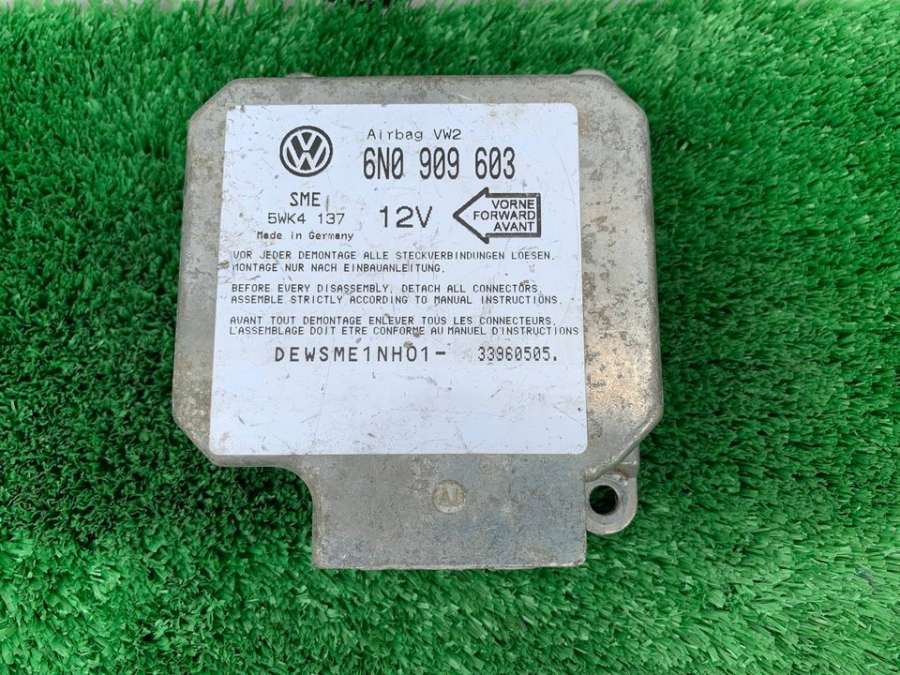 Airbag VW2
6N0 909 603
SME
5WK4 137
Made in Germany
12V
VORNE
FORWARD
AVANT
VOR JEDER DEMONTAGE ALLE STECKVERBINDUNGEN LOESEN.
MONTAGE NUR NACH EINBAUANLEITUNG.
BEFORE EVERY DISASSEMBLY, DETACH ALL CONNECTORS.
ASSEMBLE STRICTLY ACCORDING TO MANUAL INSTRUCTIONS.
AVANT TOUT DEMONTAGE ENLEVER TOUS LES CONNECTEURS.
L'ASSEMBLAGE DOIT ETRE CONFORME AU MANUEL D'INSTRUCTIONS
DEWSME1NH01- 33960505.